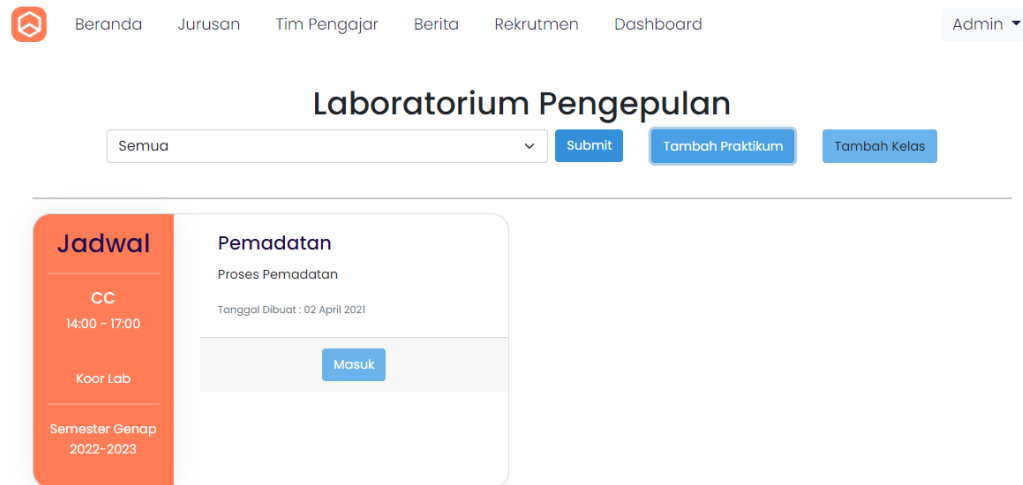 Beranda Jurusan Tim Pengajar Berita Rekrutmen Dashboard Admin
Laboratorium Pengepulan
Semua Submit Tambah Praktikum Tambah Kelas
Jadwal
CC
14:00 - 17:00
Koor Lab
Semester Genap
2022-2023
Pemadatan
Proses Pemadatan
Tanggal Dibuat : 02 April 2021
Masuk